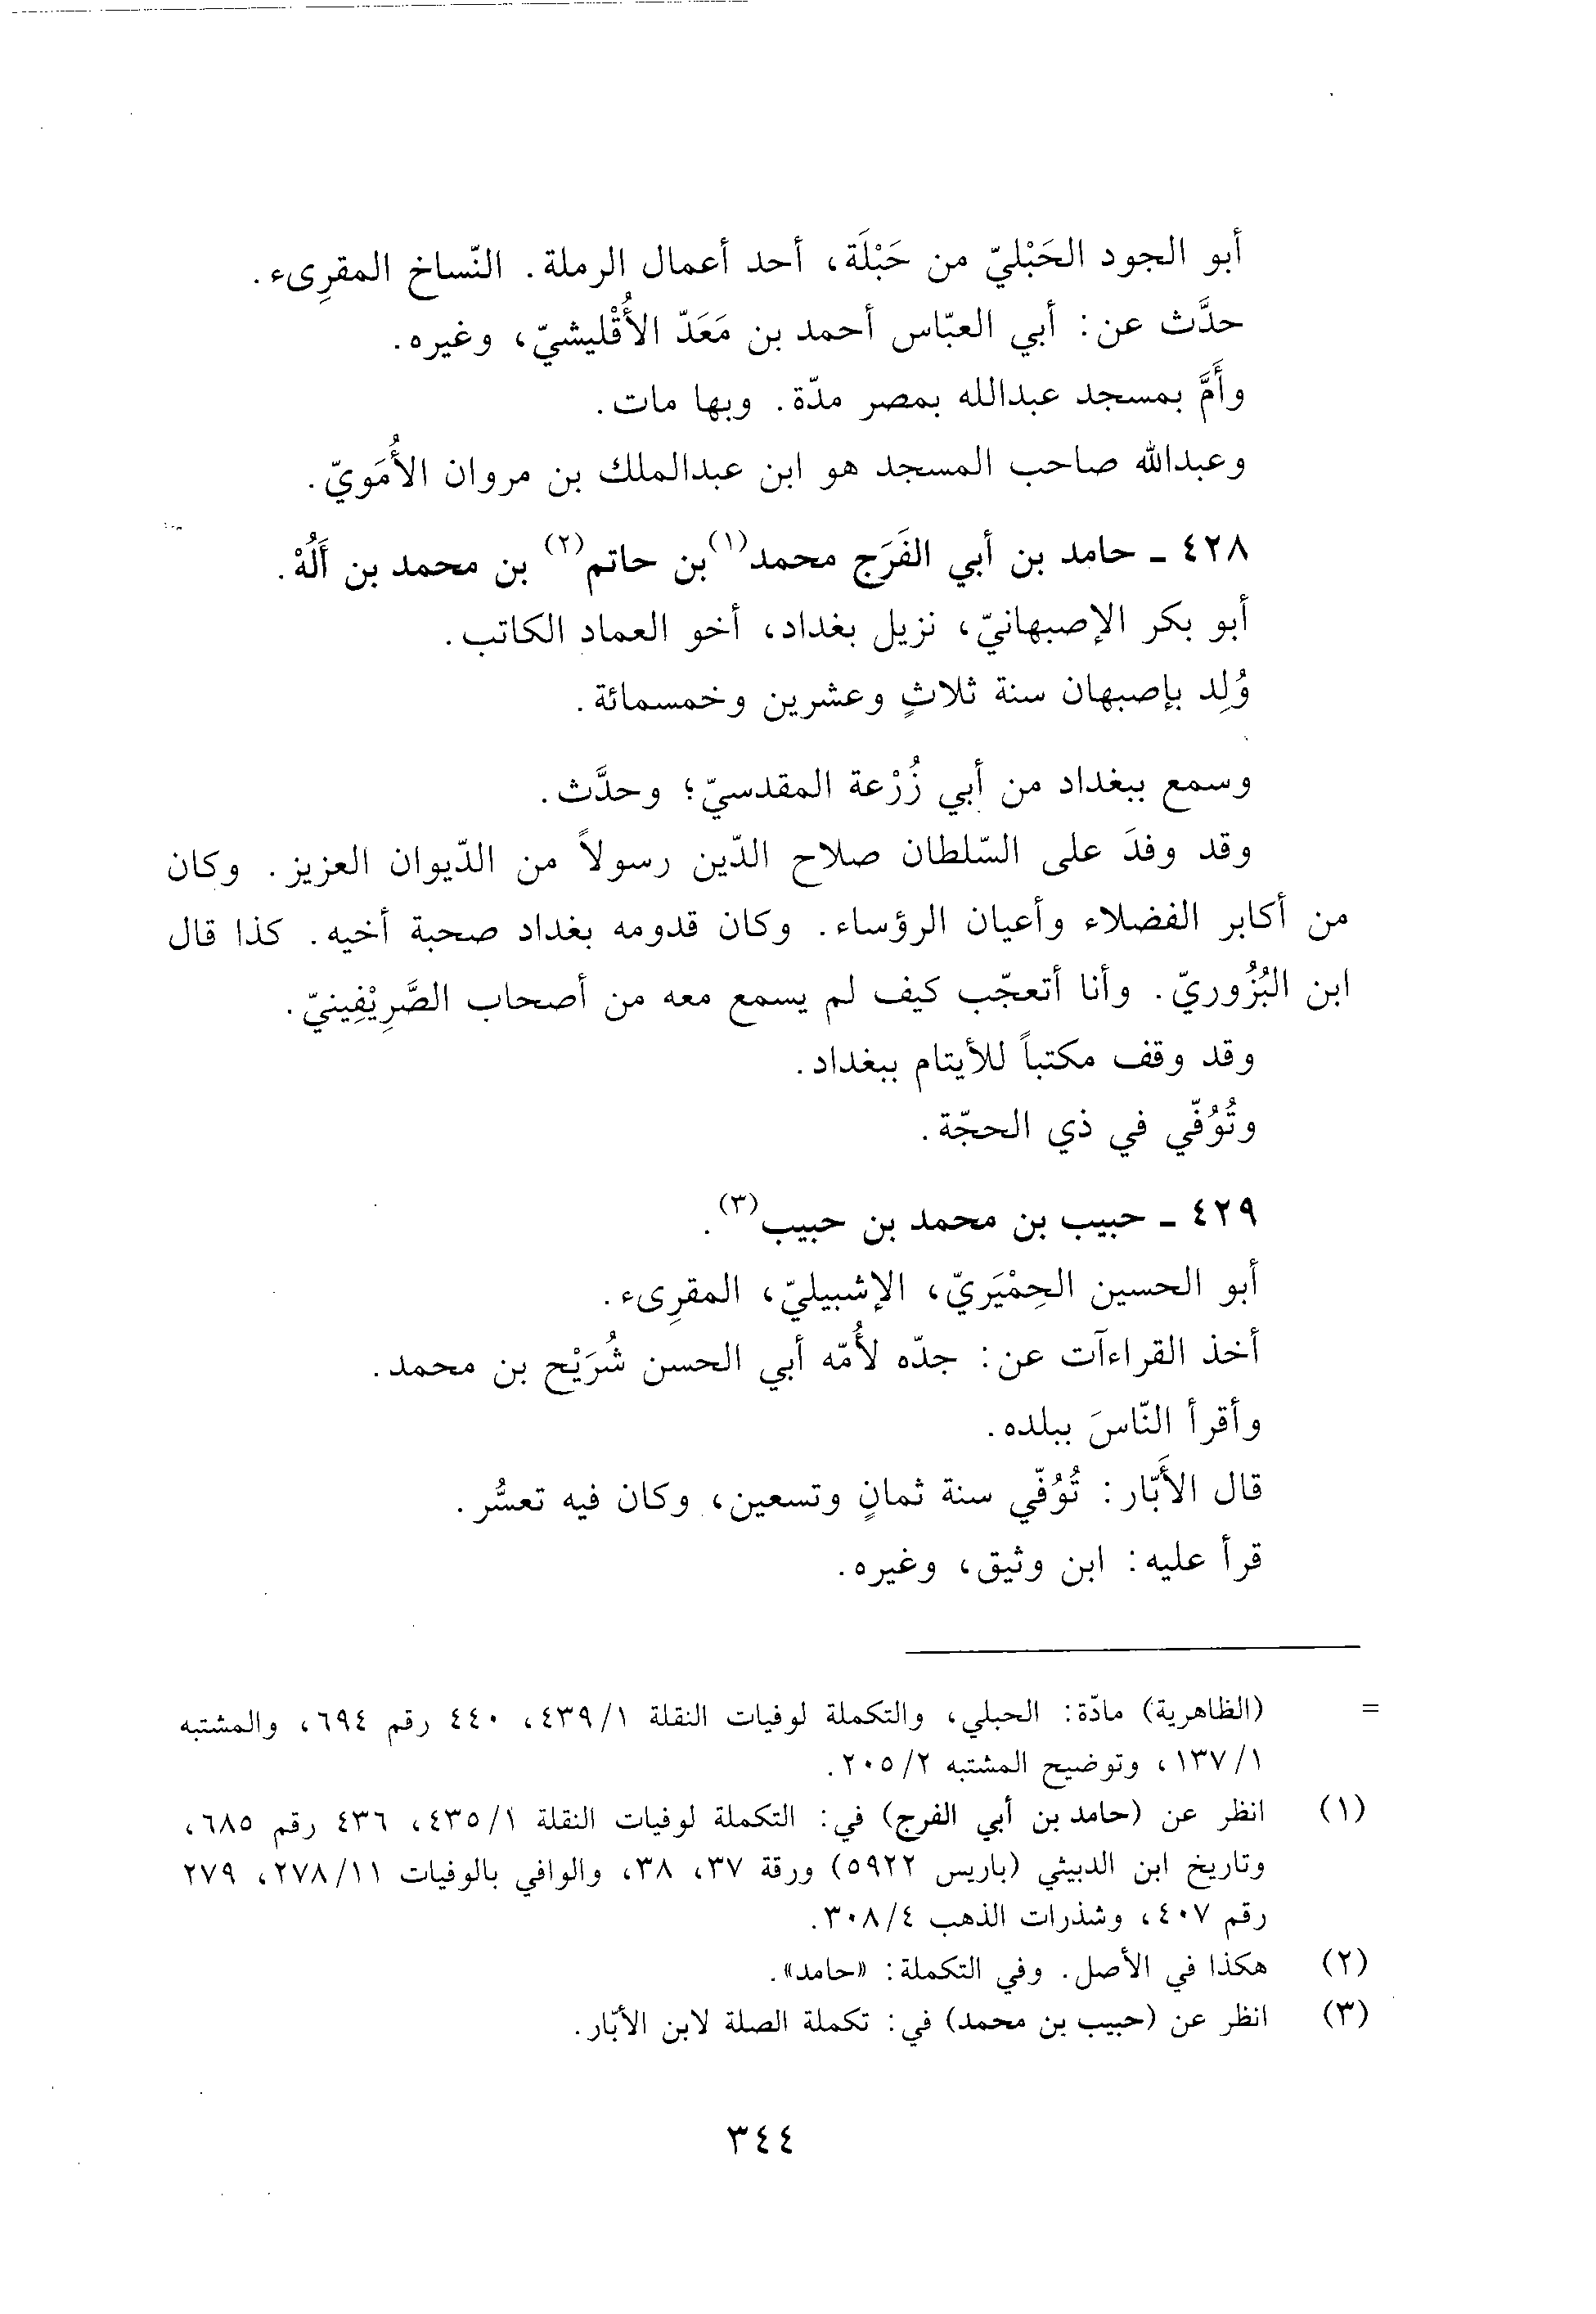 أبو الجود الحَبْليّ من حَبْلَة، أحد أعمال الرملة. النّساخ المقرِىء.
حدَّث عن: أبي العبّاس أحمد بن مَعَدّ الأُقْليشيّ، وغيره.
وأَمَّ بمسجد عبدالله بمصر مدّة. وبها مات.
وعبدالله صاحب المسجد هو ابن عبدالملك بن مروان الأُمَويّ.
٤٢٨ ـ حامد بن أبي الفَرَج محمد(١) بن حاتم(٢) بن محمد بن أَلُهْ.
أبو بكر الإصبهانيّ، نزيل بغداد، أخو العماد الكاتب.
وُلِد بإصبهان سنة ثلاثٍ وعشرين وخمسمائة.
وسمع ببغداد من أبي زُرْعة المقدسيّ؛ وحدَّث.
وقد وفدَ على السّلطان صلاح الدّين رسولاً من الدّيوان العزيز. وكان
من أكابر الفضلاء وأعيان الرؤساء. وكان قدومه بغداد صحبة أخيه. كذا قال
ابن البُزُوريّ. وأنا أتعجّب كيف لم يسمع معه من أصحاب الصَّرِيْفِينيّ.
وقد وقف مكتباً للأيتام ببغداد.
وتُوُفّي في ذي الحجّة.
٤٢٩ ـ حبيب بن محمد بن حبيب(٣).
أبو الحسين الحِمْيَريّ، الإشبيليّ، المقرِىء.
أخذ القراءآت عن: جدّه لأُمّه أبي الحسن شُرَيْح بن محمد.
وأقرأ النّاسَ ببلده.
قال الأَبّار: تُوُفّي سنة ثمانٍ وتسعين، وكان فيه تعسُّر.
قرأ عليه: ابن وثيق، وغيره.
= (الظاهرية) مادّة: الحبلي، والتكملة لوفيات النقلة ١/ ٤٣٩، ٤٤٠ رقم ٦٩٤، والمشتبه
١/ ١٣٧، وتوضيح المشتبه ٢/ ٢٠٥.
(١) انظر عن (حامد بن أبي الفرج) في: التكملة لوفيات النقلة ١/ ٤٣٥، ٤٣٦ رقم ٦٨٥،
وتاريخ ابن الدبيثي (باريس ٥٩٢٢) ورقة ٣٧، ٣٨، والوافي بالوفيات ١١/ ٢٧٨، ٢٧٩
رقم ٤٠٧، وشذرات الذهب ٤/ ٣٠٨.
(٢) هكذا في الأصل. وفي التكملة: «حامد».
(٣) انظر عن (حبيب بن محمد) في: تكملة الصلة لابن الأبّار.
٣٤٤